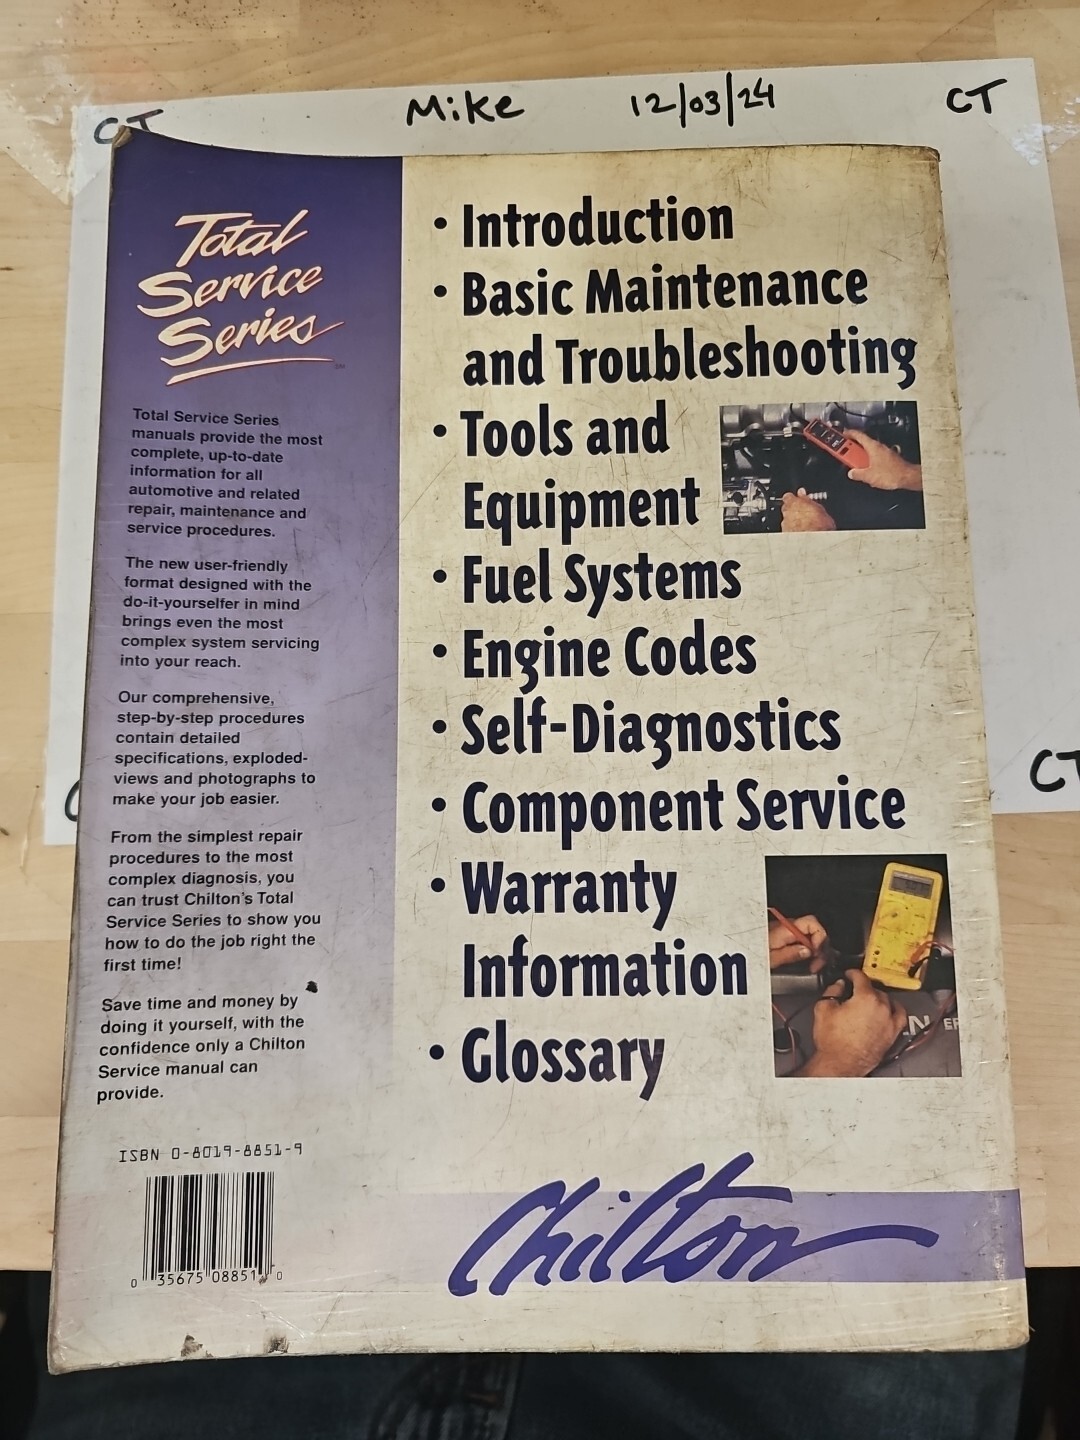 CT Mike 12/03/24 CT
Total
Service
Series
Total Service Series
manuals provide the most
complete, up-to-date
information for all
automotive and related
repair, maintenance and
service procedures.
The new user-friendly
format designed with the
do-it-yourselfer in mind
brings even the most
complex system servicing
into your reach.
Our comprehensive,
step-by-step procedures
contain detailed
specifications, exploded-
views and photographs to
make your job easier.
From the simplest repair
procedures to the most
complex diagnosis, you
can trust Chilton's Total
Service Series to show you
how to do the job right the
first time!
Save time and money by
doing it yourself, with the
confidence only a Chilton
Service manual can
provide.
ISBN 0-8019-8851-9
0 35675 08851 0
• Introduction
• Basic Maintenance
and Troubleshooting
• Tools and
Equipment
• Fuel Systems
• Engine Codes
• Self-Diagnostics
• Component Service
• Warranty
Information
• Glossary
Chilton
CT